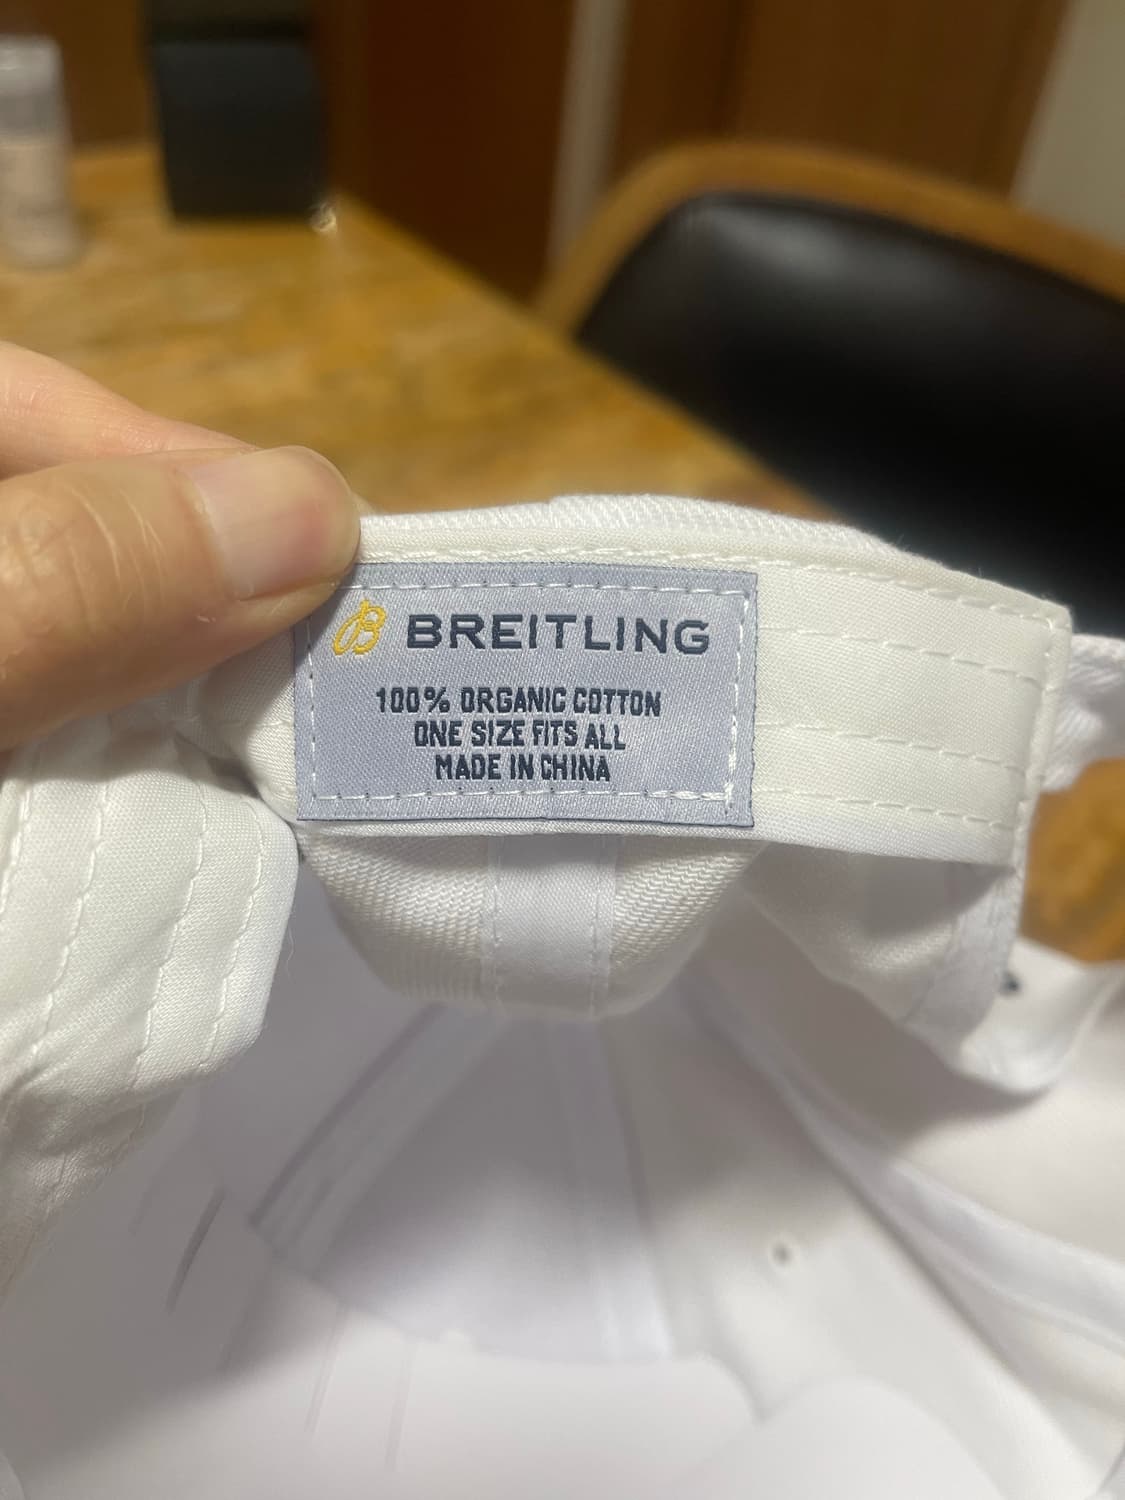 B BREITLING
100% ORGANIC COTTON
ONE SIZE FITS ALL
MADE IN CHINA